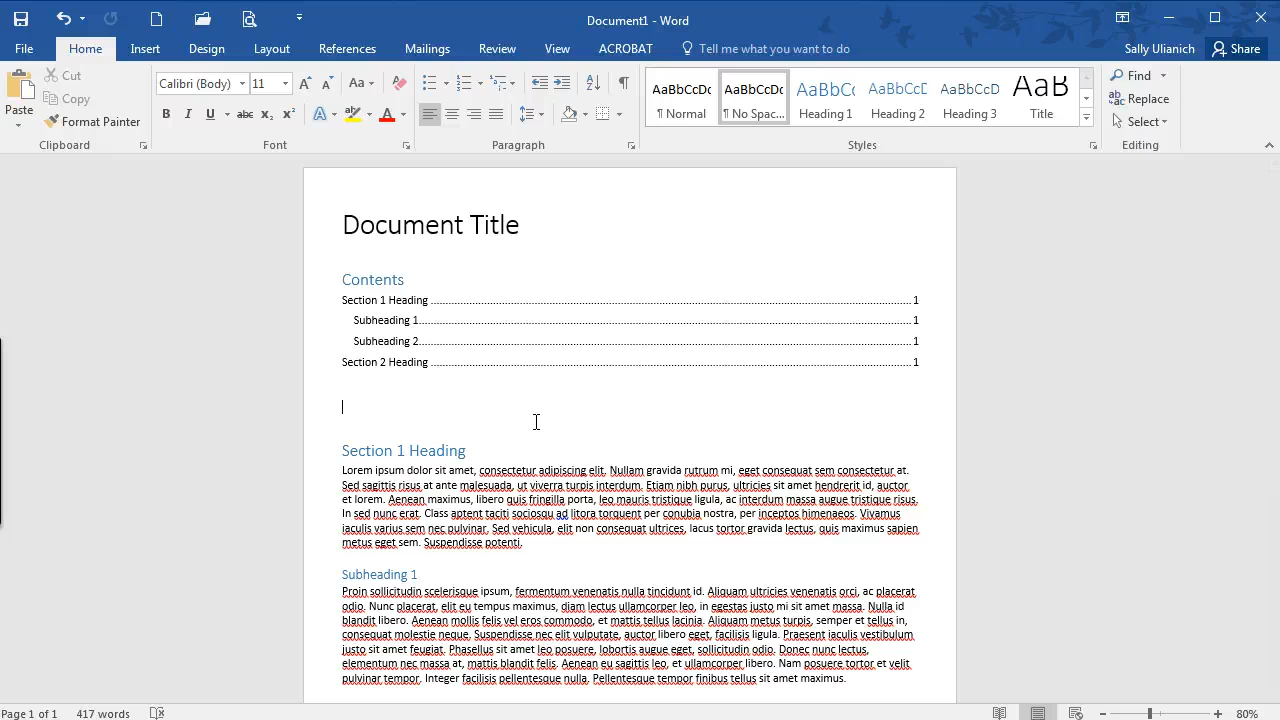 Document1 - Word
File Home Insert Design Layout References Mailings Review View ACROBAT Tell me what you want to do Sally Ulianich Share
Paste
Cut
Copy
Format Painter
Clipboard
Calibri (Body) 11
Aa
B I U abc x₂ x² A A
Font
Paragraph
AaBbCcDc AaBbCcDc AaBbCc AaBbCcD AaBbCcD AaB
¶ Normal ¶ No Spac... Heading 1 Heading 2 Heading 3 Title
Styles
Find
Replace
Select
Editing
Document Title
Contents
Section 1 Heading 1
Subheading 1 1
Subheading 2 1
Section 2 Heading 1
Section 1 Heading
Lorem ipsum dolor sit amet, consectetur adipiscing elit. Nullam gravida rutrum mi, eget consequat sem consectetur at.
Sed sagittis risus at ante malesuada, ut viverra turpis interdum. Etiam nibh purus, ultricies sit amet hendrerit id, auctor
et lorem. Aenean maximus, libero quis fringilla porta, leo mauris tristique ligula, ac interdum massa augue tristique risus.
In sed nunc erat. Class aptent taciti sociosqu ad litora torquent per conubia nostra, per inceptos himenaeos. Vivamus
iaculis varius sem nec pulvinar. Sed vehicula, elit non consequat ultrices, lacus tortor gravida lectus, quis maximus sapien
metus eget sem. Suspendisse potenti.
Subheading 1
Proin sollicitudin scelerisque ipsum, fermentum venenatis nulla tincidunt id. Aliquam ultricies venenatis orci, ac placerat
odio. Nunc placerat, elit eu tempus maximus, diam lectus ullamcorper leo, in egestas justo mi sit amet massa. Nulla id
blandit libero. Aenean mollis felis vel eros commodo, et mattis tellus lacinia. Aliquam metus turpis, semper et tellus in,
consequat molestie neque. Suspendisse nec elit vulputate, auctor libero eget, facilisis ligula. Praesent iaculis vestibulum
justo sit amet feugiat. Phasellus sit amet leo posuere, lobortis augue eget, sollicitudin odio. Donec nunc lectus,
elementum nec massa at, mattis blandit felis. Aenean eu sagittis leo, et ullamcorper libero. Nam posuere tortor et velit
pulvinar tempor. Integer facilisis pellentesque nulla. Pellentesque tempor finibus tellus sit amet maximus.
Page 1 of 1 417 words 80%